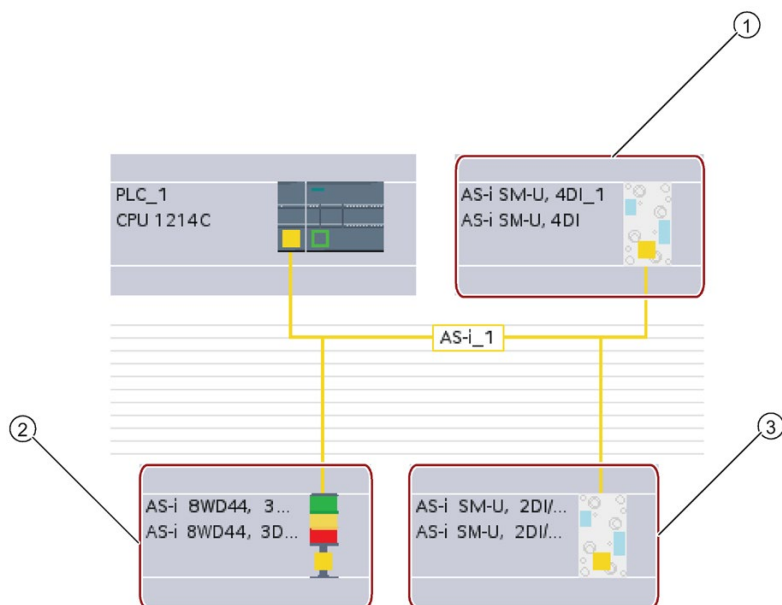 ①
PLC_1
CPU 1214C
AS-i SM-U, 4DI_1
AS-i SM-U, 4DI
AS-i_1
②
③
AS-i 8WD44, 3...
AS-i 8WD44, 3D...
AS-i SM-U, 2DI/...
AS-i SM-U, 2DI/...